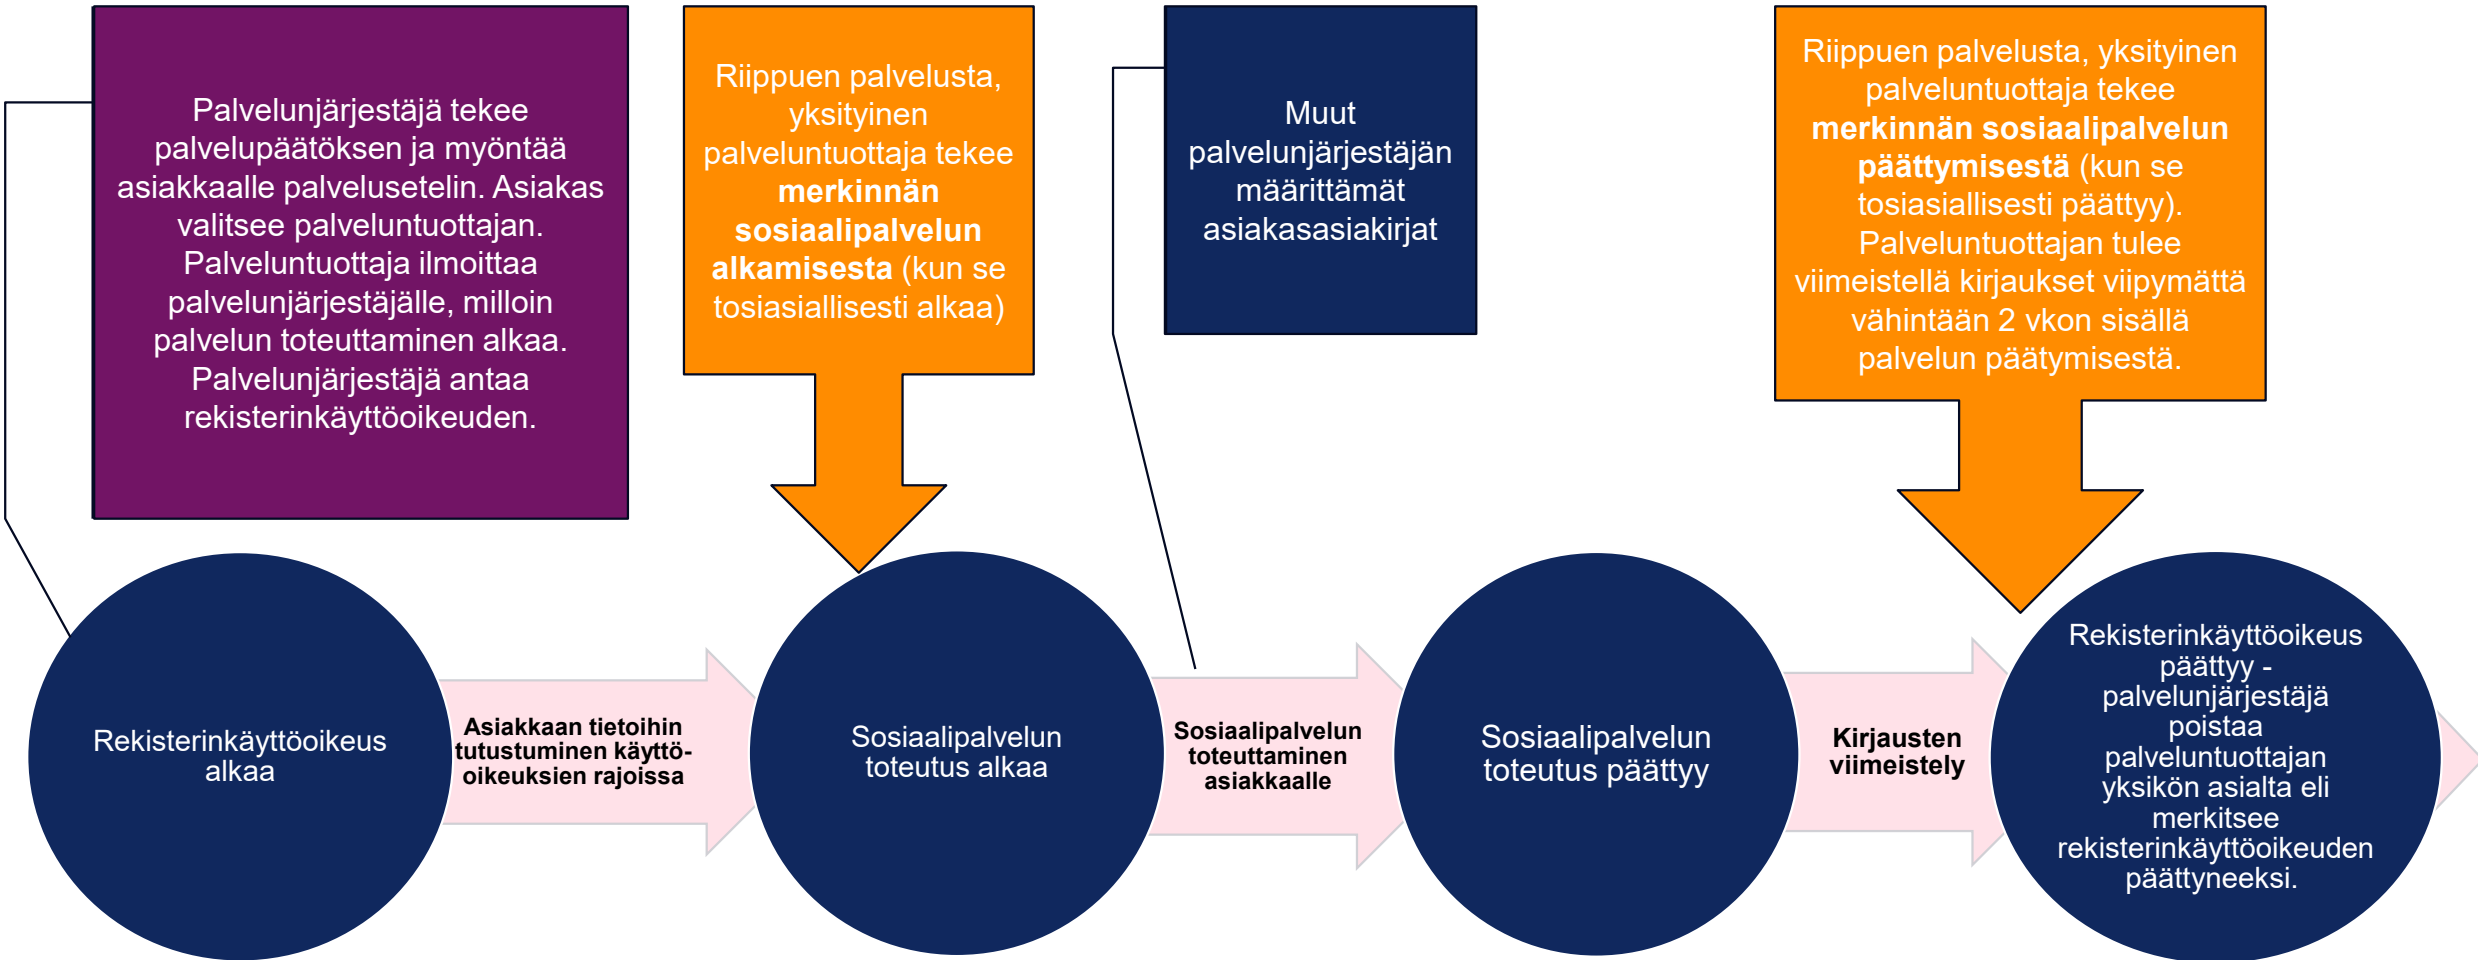 Palvelunjärjestäjä tekee
palvelupäätöksen ja myöntää
asiakkaalle palvelusetelin. Asiakas
valitsee palveluntuottajan.
Palveluntuottaja ilmoittaa
palvelunjärjestäjälle, milloin
palvelun toteuttaminen alkaa.
Palvelunjärjestäjä antaa
rekisterinkäyttöoikeuden.
Riippuen palvelusta,
yksityinen
palveluntuottaja tekee
merkinnän
sosiaalipalvelun
alkamisesta (kun se
tosiasiallisesti alkaa)
Muut
palvelunjärjestäjän
määrittämät
asiakasasiakirjat
Riippuen palvelusta, yksityinen
palveluntuottaja tekee
merkinnän sosiaalipalvelun
päättymisestä (kun se
tosiasiallisesti päättyy).
Palveluntuottajan tulee
viimeistellä kirjaukset viipymättä
vähintään 2 vkon sisällä
palvelun päätymisestä.
Rekisterinkäyttöoikeus
alkaa
Asiakkaan tietoihin
tutustuminen käyttö-
oikeuksien rajoissa
Sosiaalipalvelun
toteutus alkaa
Sosiaalipalvelun
toteuttaminen
asiakkaalle
Sosiaalipalvelun
toteutus päättyy
Kirjausten
viimeistely
Rekisterinkäyttöoikeus
päättyy -
palvelunjärjestäjä
poistaa
palveluntuottajan
yksikön asialta eli
merkitsee
rekisterinkäyttöoikeuden
päättyneeksi.